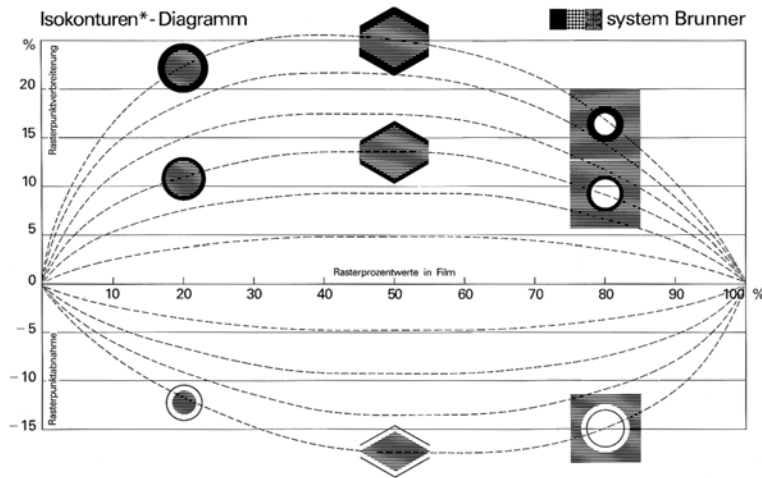 Isokonturen*-Diagramm
system Brunner
%
Rasterpunktverbreiterung
20
15
10
5
0
Rasterprozentwerte in Film
10 20 30 40 50 60 70 80 90 100 %
-5
Rasterpunktabnahme
-10
-15